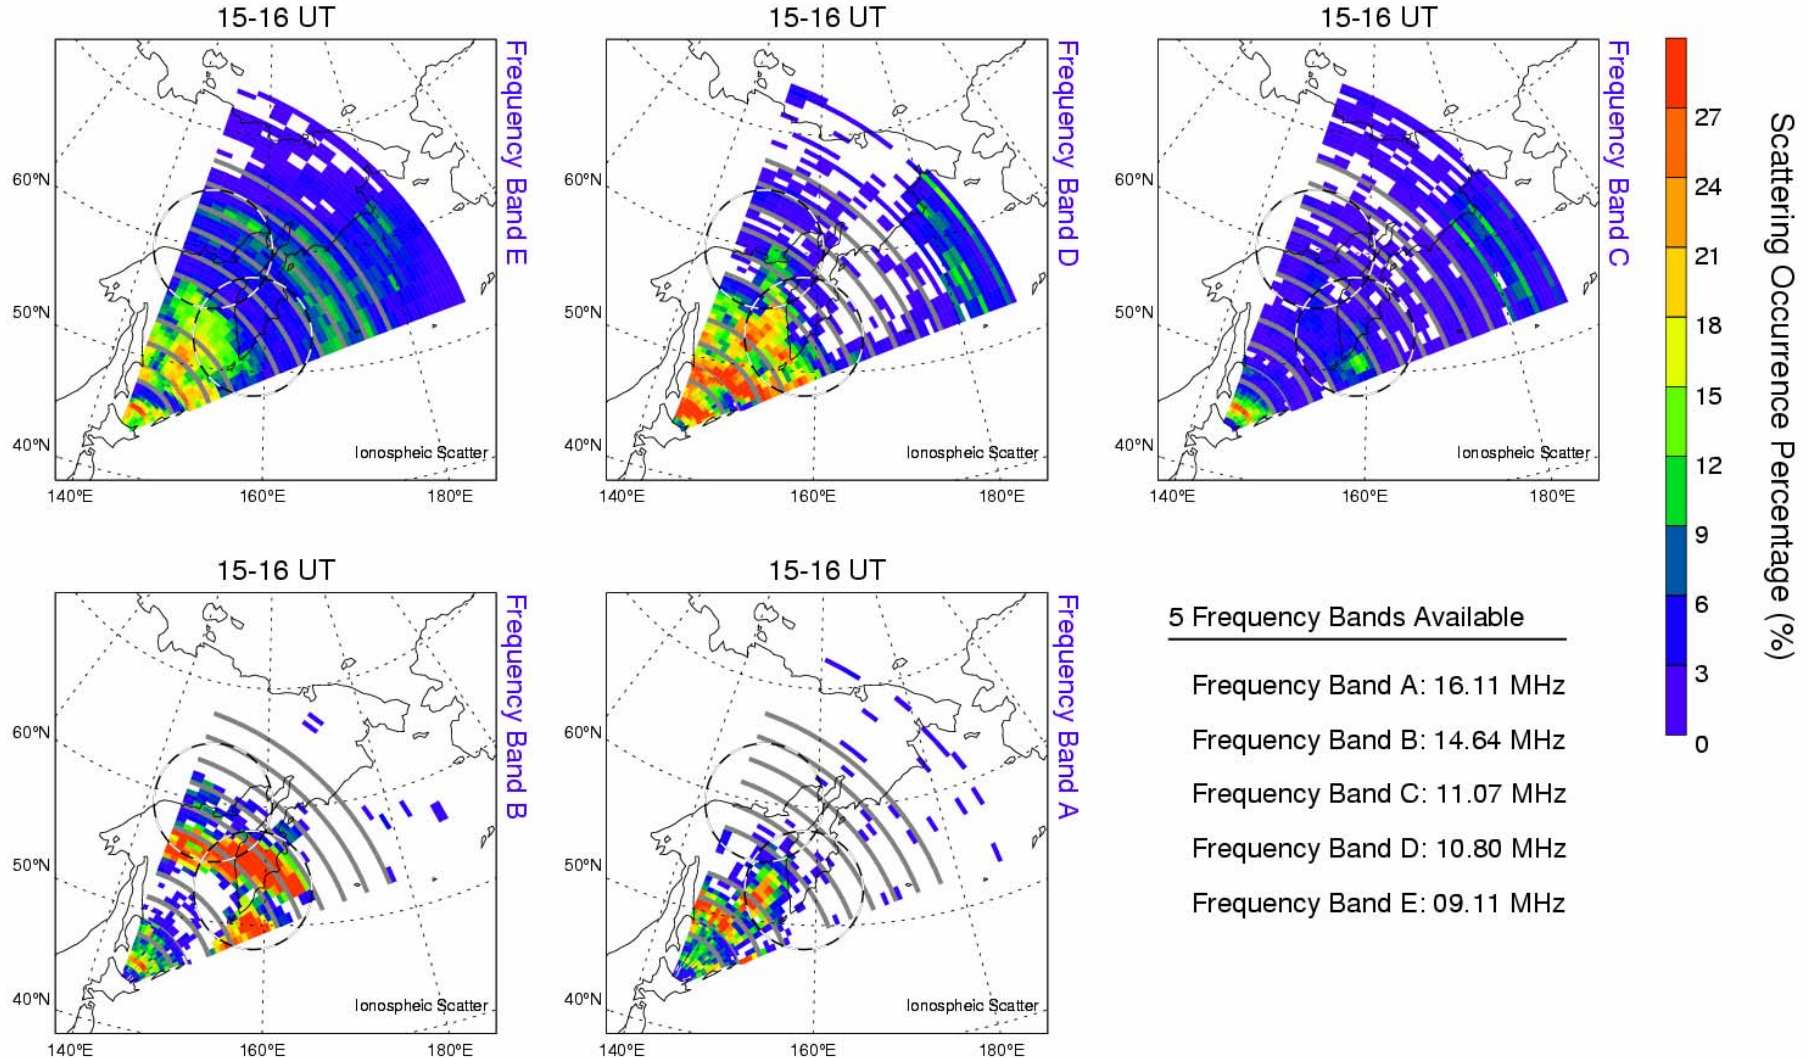 15-16 UT
60°N
50°N
40°N
140°E
160°E
180°E
Ionospheic Scatter
Frequency Band E
15-16 UT
60°N
50°N
40°N
140°E
160°E
180°E
Ionospheic Scatter
Frequency Band D
15-16 UT
60°N
50°N
40°N
140°E
160°E
180°E
Ionospheic Scatter
Frequency Band C
27
24
21
18
15
12
9
6
3
0
Scattering Occurrence Percentage (%)
15-16 UT
60°N
50°N
40°N
140°E
160°E
180°E
Ionospheic Scatter
Frequency Band B
15-16 UT
60°N
50°N
40°N
140°E
160°E
180°E
Ionospheic Scatter
Frequency Band A
5 Frequency Bands Available
Frequency Band A: 16.11 MHz
Frequency Band B: 14.64 MHz
Frequency Band C: 11.07 MHz
Frequency Band D: 10.80 MHz
Frequency Band E: 09.11 MHz